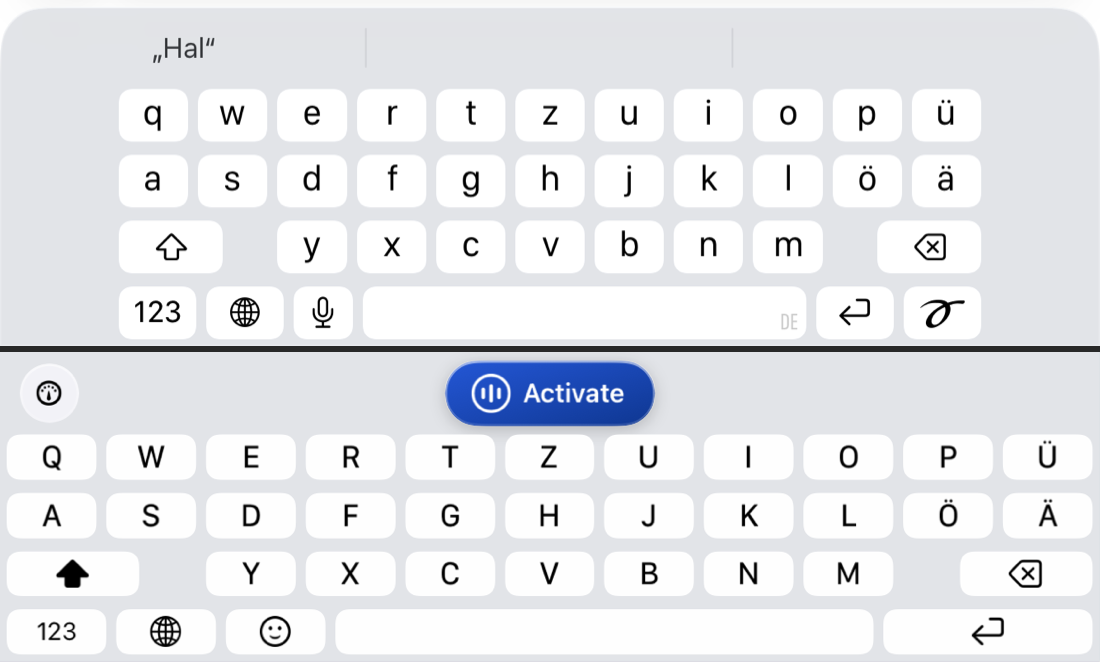 „Hal“
q w e r t z u i o p ü
a s d f g h j k l ö ä
y x c v b n m
123 DE
Activate
Q W E R T Z U I O P Ü
A S D F G H J K L Ö Ä
Y X C V B N M
123